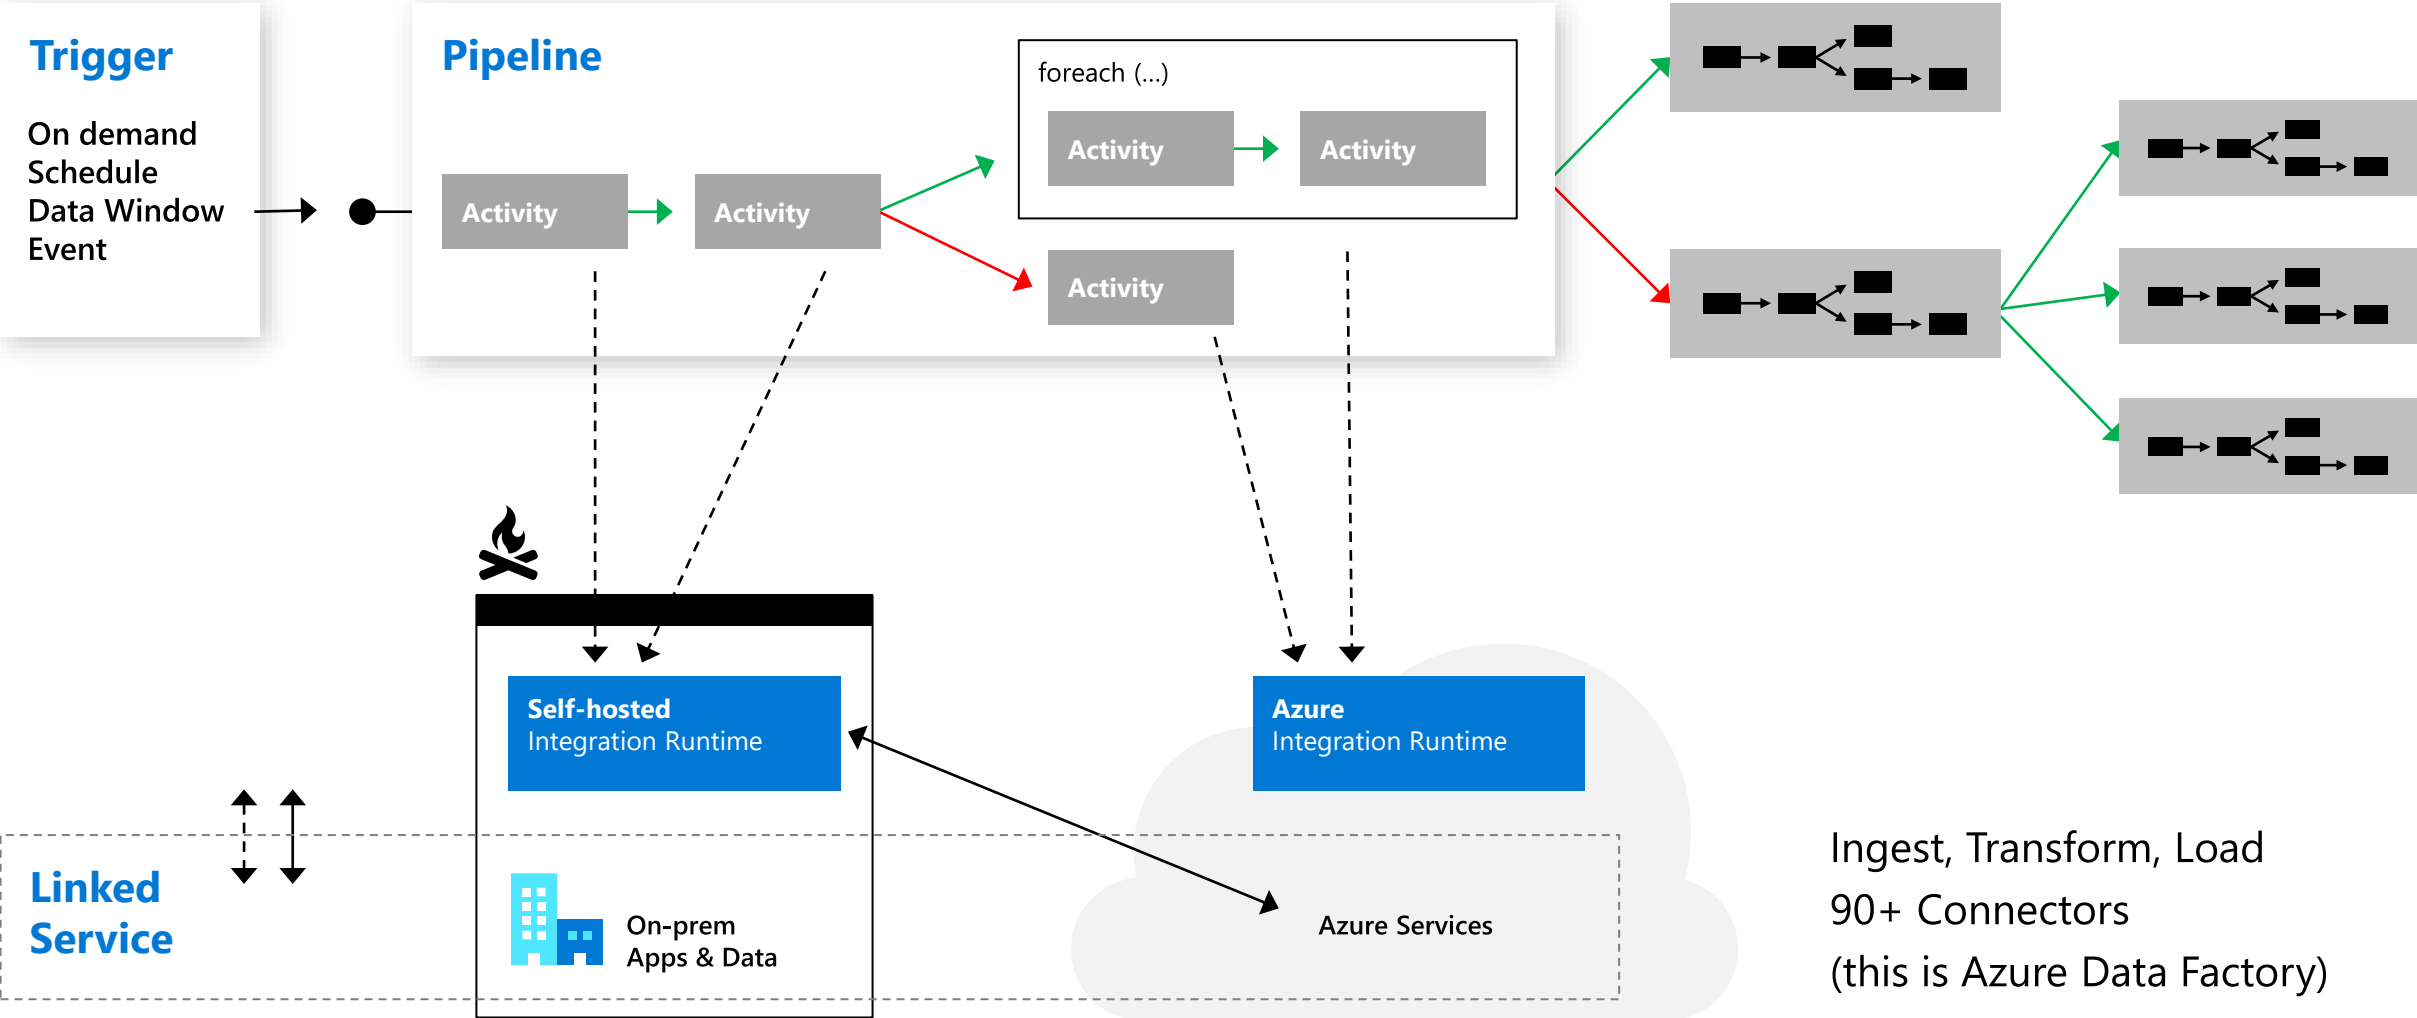 Trigger
On demand
Schedule
Data Window
Event
Pipeline
foreach (...)
Activity
Activity
Activity
Activity
Activity
Self-hosted
Integration Runtime
Azure
Integration Runtime
Linked
Service
On-prem
Apps & Data
Azure Services
Ingest, Transform, Load
90+ Connectors
(this is Azure Data Factory)